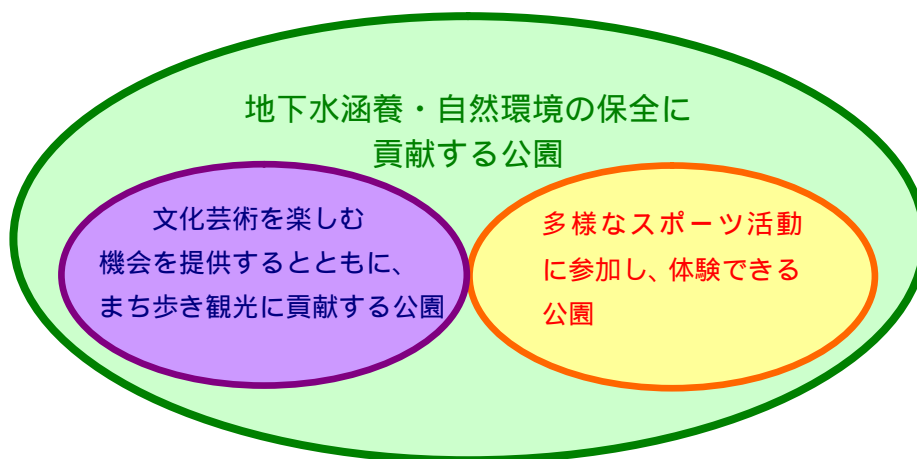 地下水涵養・自然環境の保全に
貢献する公園
文化芸術を楽しむ
機会を提供するとともに、
まち歩き観光に貢献する公園
多様なスポーツ活動
に参加し、体験できる
公園